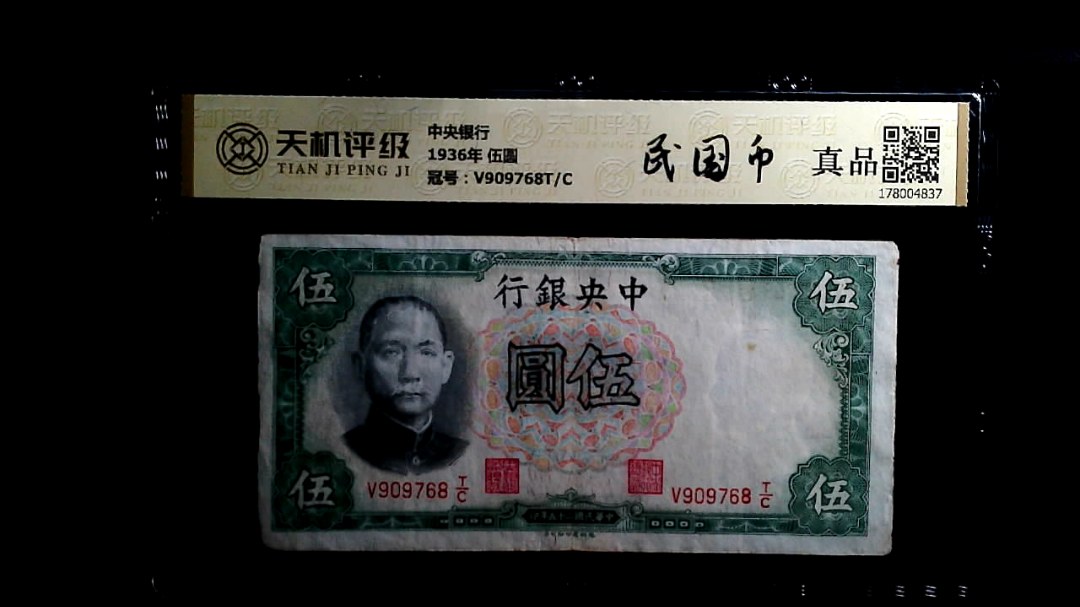 天机评级
TIAN JI PING JI
中央银行
1936年 伍圆
冠号：V909768T/C
民国币
真品
178004837
伍
伍
行銀央中
圓伍
伍
伍
V909768 T/C
V909768 T/C